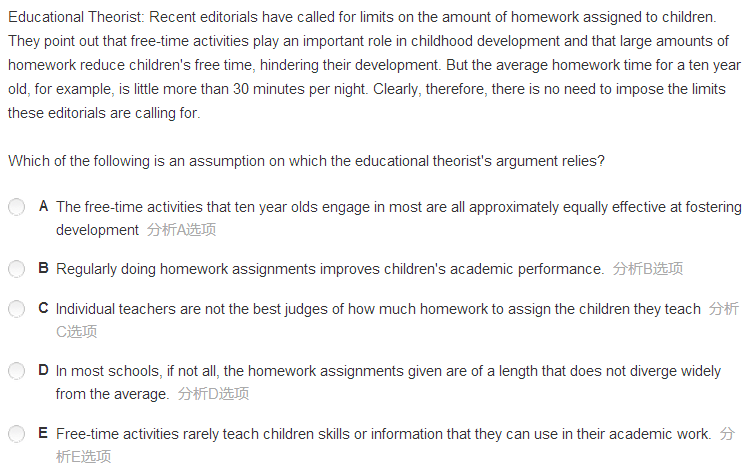 Educational Theorist: Recent editorials have called for limits on the amount of homework assigned to children.
They point out that free-time activities play an important role in childhood development and that large amounts of
homework reduce children's free time, hindering their development. But the average homework time for a ten year
old, for example, is little more than 30 minutes per night. Clearly, therefore, there is no need to impose the limits
these editorials are calling for.
Which of the following is an assumption on which the educational theorist's argument relies?
A The free-time activities that ten year olds engage in most are all approximately equally effective at fostering
development 分析A选项
B Regularly doing homework assignments improves children's academic performance. 分析B选项
C Individual teachers are not the best judges of how much homework to assign the children they teach 分析
C选项
D In most schools, if not all, the homework assignments given are of a length that does not diverge widely
from the average. 分析D选项
E Free-time activities rarely teach children skills or information that they can use in their academic work. 分
析E选项